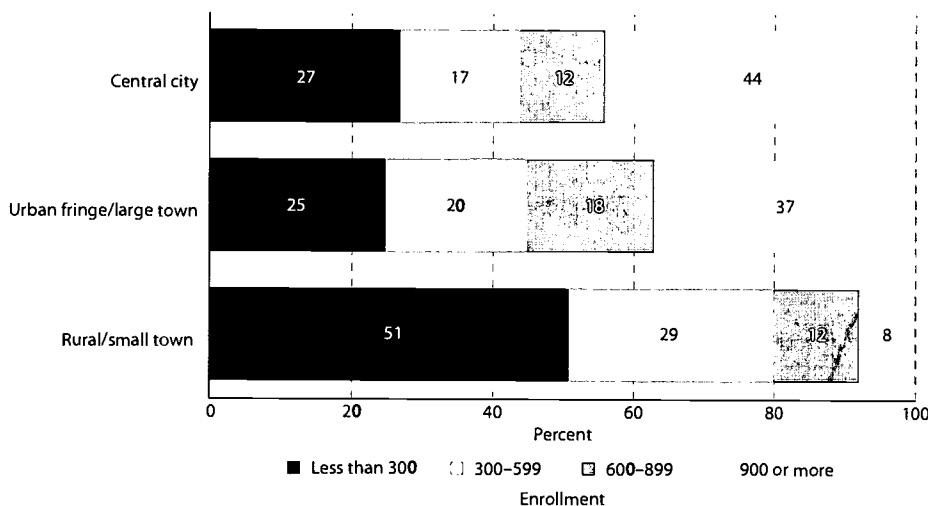 Central city 27 17 12 44
Urban fringe/large town 25 20 18 37
Rural/small town 51 29 12 8
0 20 40 60 80 100
Percent
Less than 300 300–599 600–899 900 or more
Enrollment